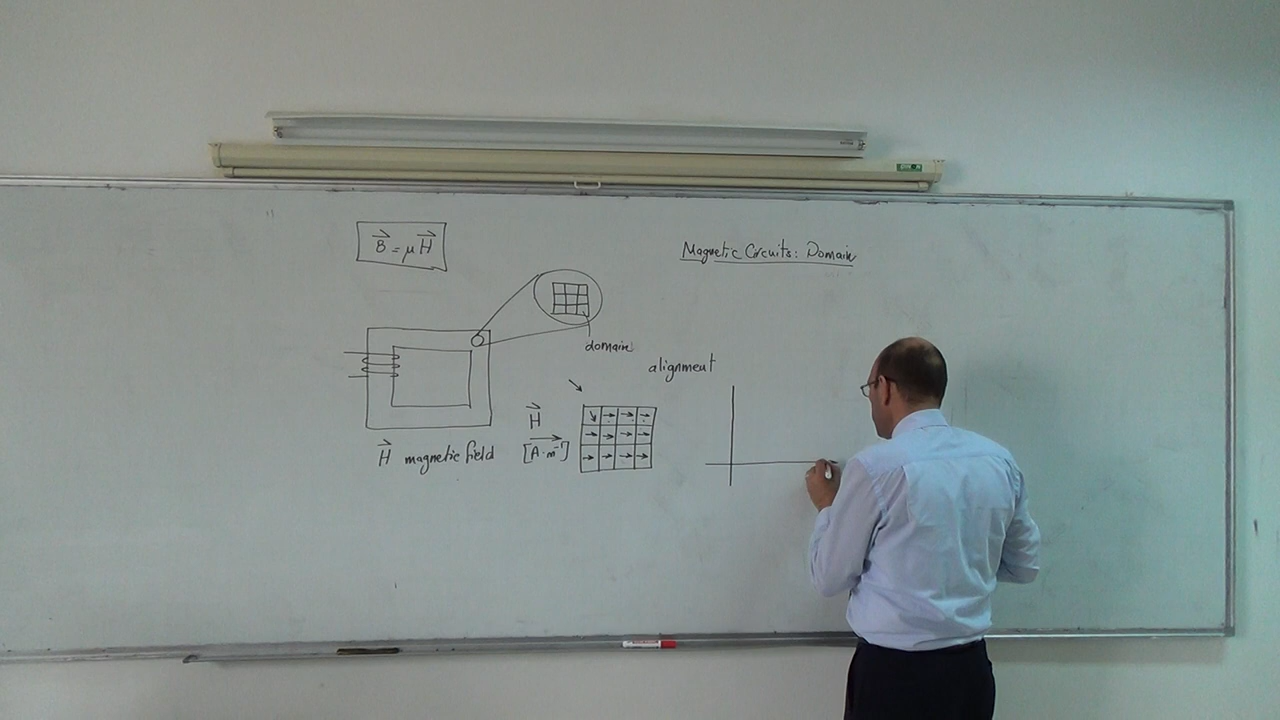 B = μH
Magnetic Circuits: Domain
domain
alignment
H
[A·m⁻¹]
H magnetic field